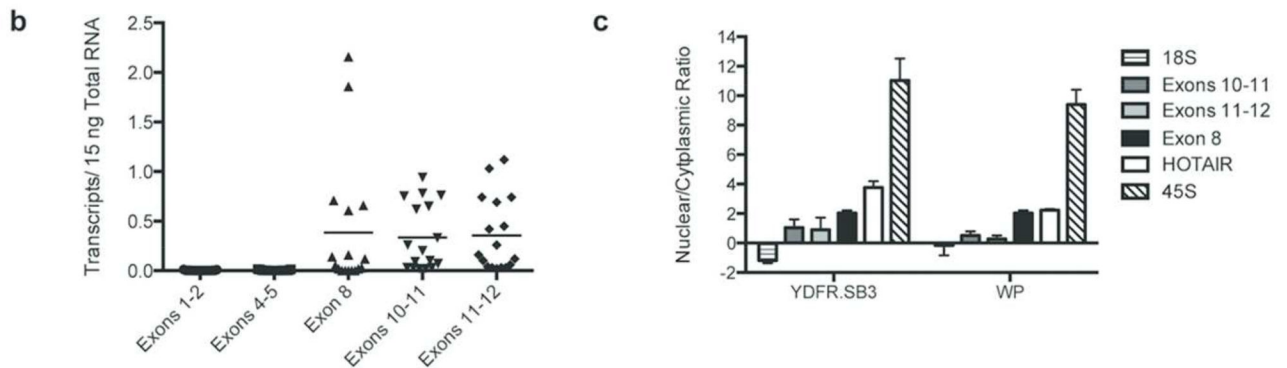 b
Transcripts/ 15 ng Total RNA
2.5
2.0
1.5
1.0
0.5
0.0
Exons 1-2
Exons 4-5
Exon 8
Exons 10-11
Exons 11-12
c
Nuclear/Cytplasmic Ratio
14
12
10
8
6
4
2
0
-2
YDFR.SB3
WP
18S
Exons 10-11
Exons 11-12
Exon 8
HOTAIR
45S